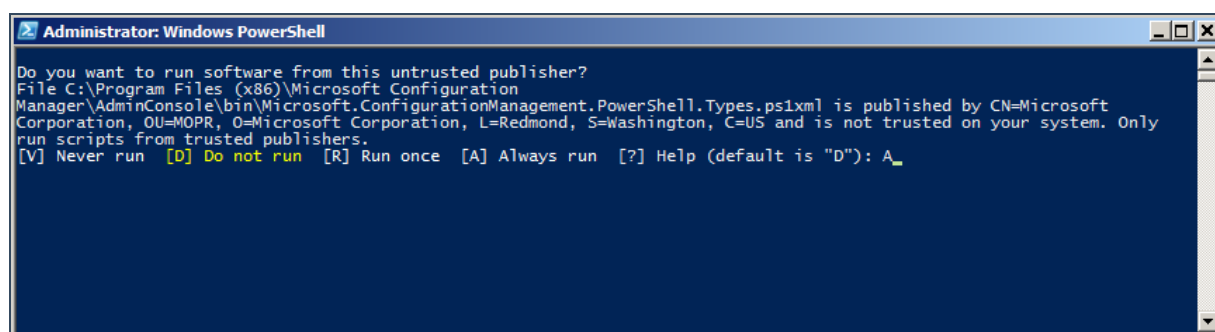 Administrator: Windows PowerShell
Do you want to run software from this untrusted publisher?
File C:\Program Files (x86)\Microsoft Configuration
Manager\AdminConsole\bin\Microsoft.ConfigurationManagement.PowerShell.Types.ps1xml is published by CN=Microsoft
Corporation, OU=MOPR, O=Microsoft Corporation, L=Redmond, S=Washington, C=US and is not trusted on your system. Only
run scripts from trusted publishers.
[V] Never run  [D] Do not run  [R] Run once  [A] Always run  [?] Help (default is "D"): A_